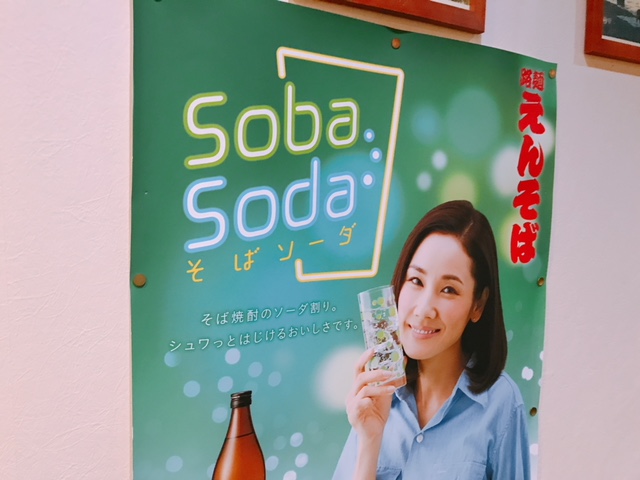 Soba
Soda
そばソーダ
そば焼酎のソーダ割り。
シュワっとはじけるおいしさです。
えんそば